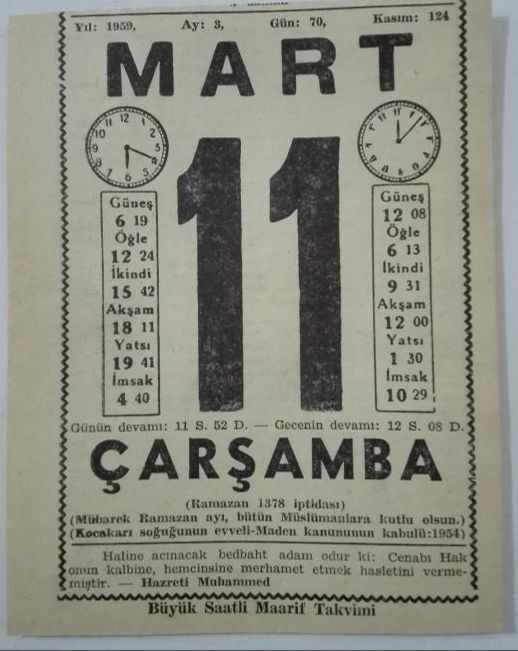 Yıl: 1959, Ay: 3, Gün: 70, Kasım: 124
MART
11
Güneş
6 19
Öğle
12 24
İkindi
15 42
Akşam
18 11
Yatsı
19 41
İmsak
4 40
Güneş
12 08
Öğle
6 13
İkindi
9 31
Akşam
12 00
Yatsı
1 30
İmsak
10 29
Günün devamı: 11 S. 52 D. — Gecenin devamı: 12 S. 08 D.
ÇARŞAMBA
(Ramazan 1378 iptidası)
(Mübarek Ramazan ayı, bütün Müslümanlara kutlu olsun.)
(Kocakarı soğuğunun evveli-Maden kanununun kabulü:1954)
Haline acınacak bedbaht adam odur ki: Cenabı Hak
onun kalbine, hemcinsine merhamet etmek hasletini verme-
miştir. — Hazreti Muhammed
Büyük Saatli Maarif Takvimi